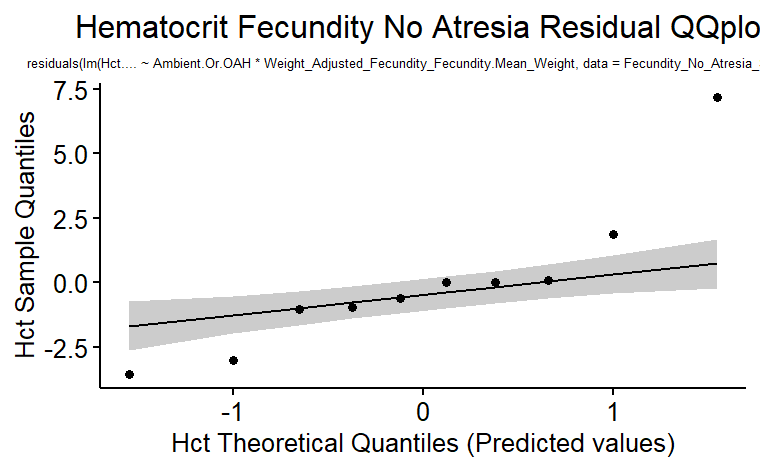 Hematocrit Fecundity No Atresia Residual QQplo
residuals(lm(Hct.... ~ Ambient.Or.OAH * Weight_Adjusted_Fecundity_Fecundity.Mean_Weight, data = Fecundity_No_Atresia_
7.5
5.0
2.5
0.0
-2.5
Hct Sample Quantiles
-1
0
1
Hct Theoretical Quantiles (Predicted values)